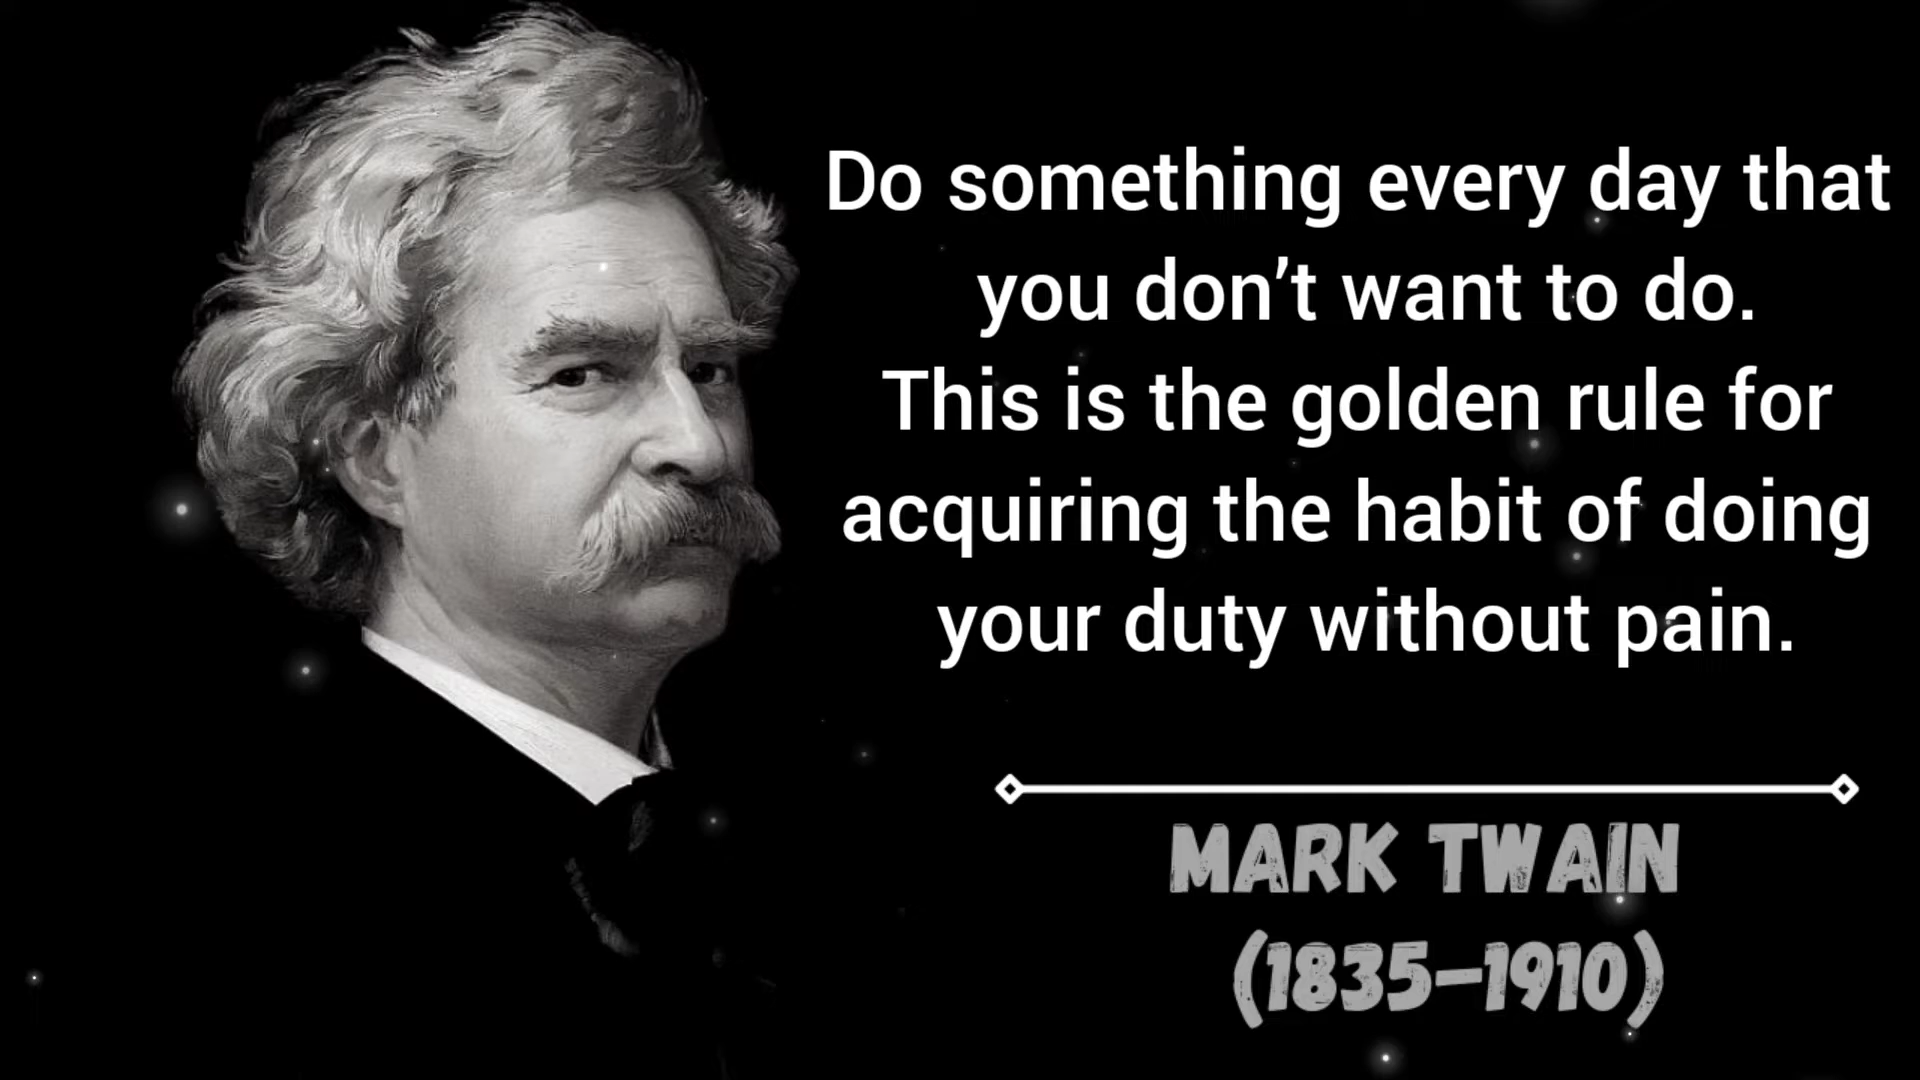 Do something every day that
you don’t want to do.
This is the golden rule for
acquiring the habit of doing
your duty without pain.
MARK TWAIN
(1835–1910)